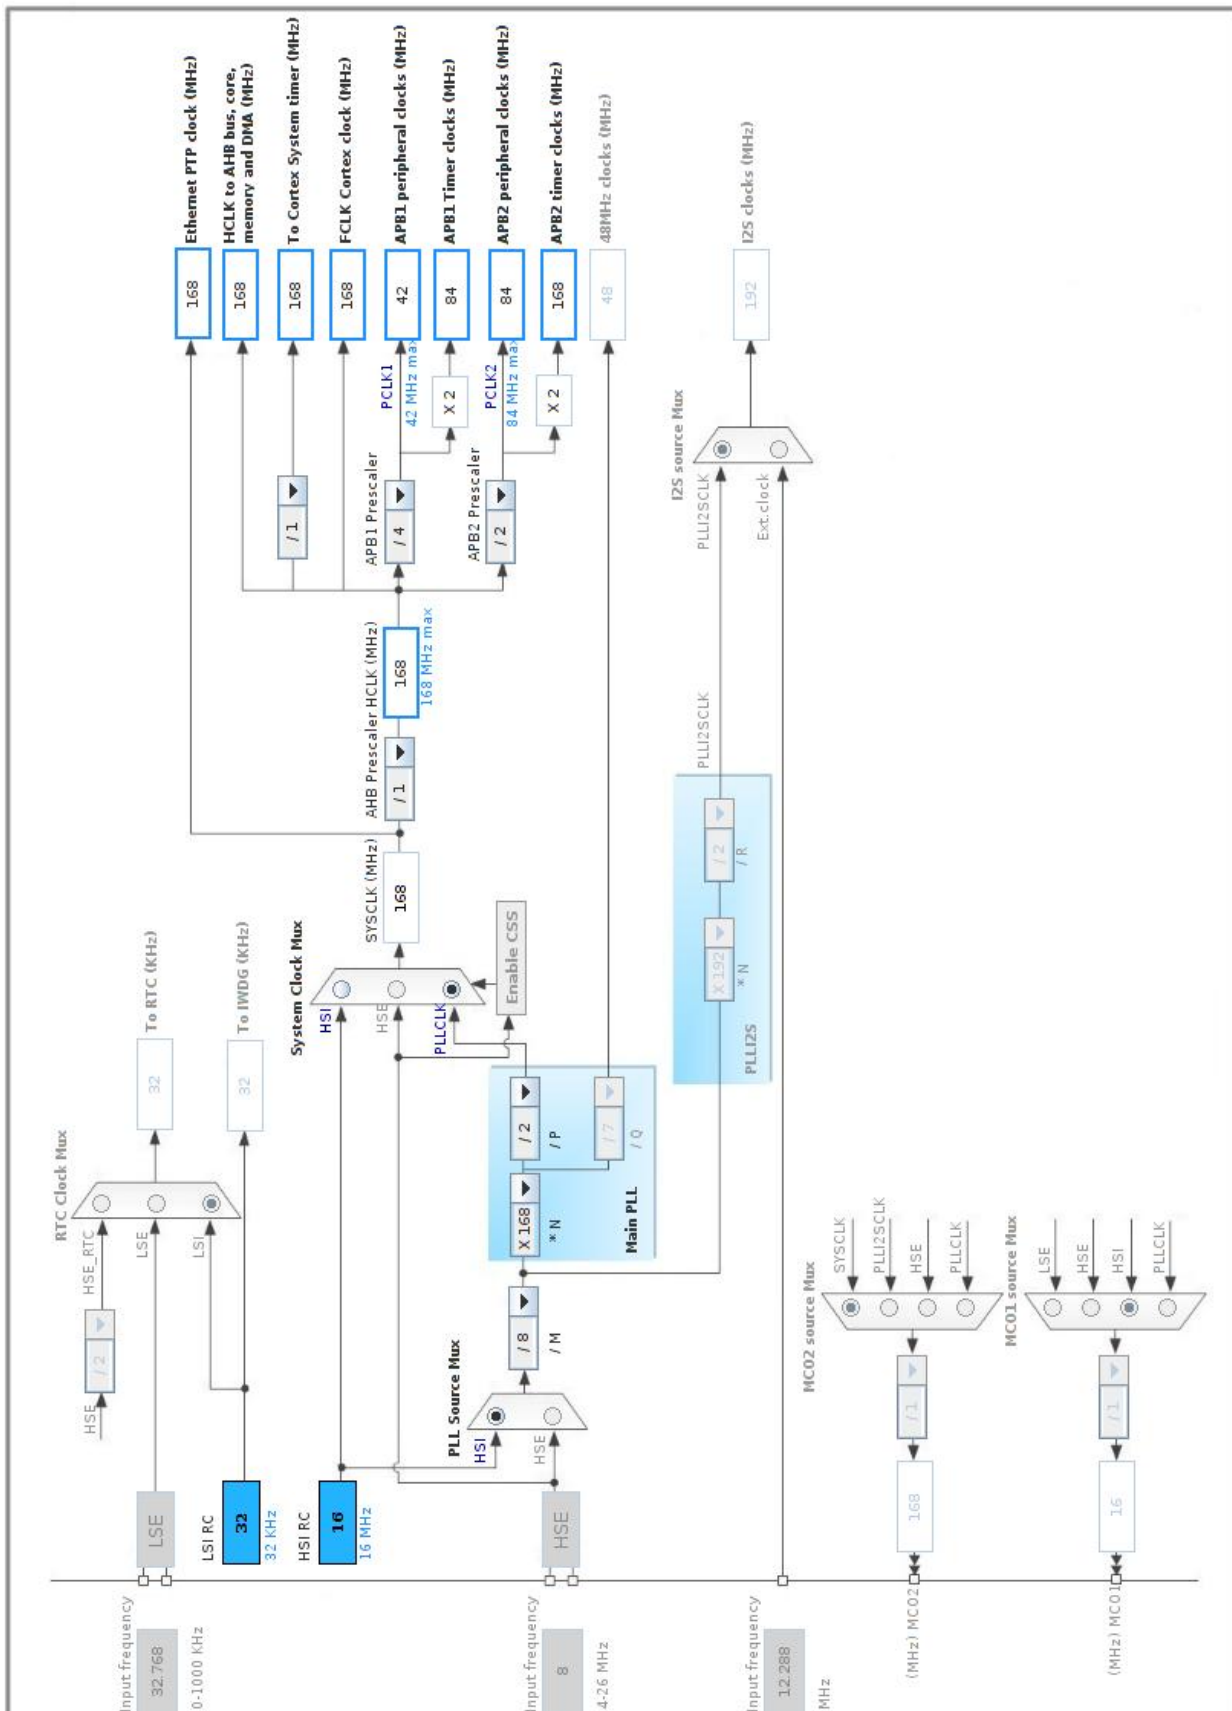 Input frequency
32.768
0-1000 KHz
LSE
HSE
/ 2
HSE_RTC
LSE
LSI
RTC Clock Mux
32
To RTC (KHz)
LSI RC
32
32 KHz
32
To IWDG (KHz)
HSI RC
16
16 MHz
System Clock Mux
HSI
HSE
PLLCLK
Enable CSS
SYSCLK (MHz)
168
AHB Prescaler
/ 1
HCLK (MHz)
168
168 MHz max
168
Ethernet PTP clock (MHz)
168
HCLK to AHB bus, core,
memory and DMA (MHz)
/ 1
168
To Cortex System timer (MHz)
168
FCLK Cortex clock (MHz)
APB1 Prescaler
/ 4
PCLK1
42 MHz max
42
APB1 peripheral clocks (MHz)
X 2
84
APB1 Timer clocks (MHz)
APB2 Prescaler
/ 2
PCLK2
84 MHz max
84
APB2 peripheral clocks (MHz)
X 2
168
APB2 timer clocks (MHz)
48
48MHz clocks (MHz)
Input frequency
8
4-26 MHz
HSE
PLL Source Mux
HSI
HSE
/ 8
/ M
X 168
* N
/ 2
/ P
/ 7
/ Q
Main PLL
PLLI2S
X 192
* N
/ 2
/ R
PLLI2SCLK
I2S source Mux
PLLI2SCLK
Ext.clock
192
I2S clocks (MHz)
Input frequency
12.288
MHz
MCO2 source Mux
SYSCLK
PLLI2SCLK
HSE
PLLCLK
/ 1
168
(MHz) MCO2
MCO1 source Mux
LSE
HSE
HSI
PLLCLK
/ 1
16
(MHz) MCO1